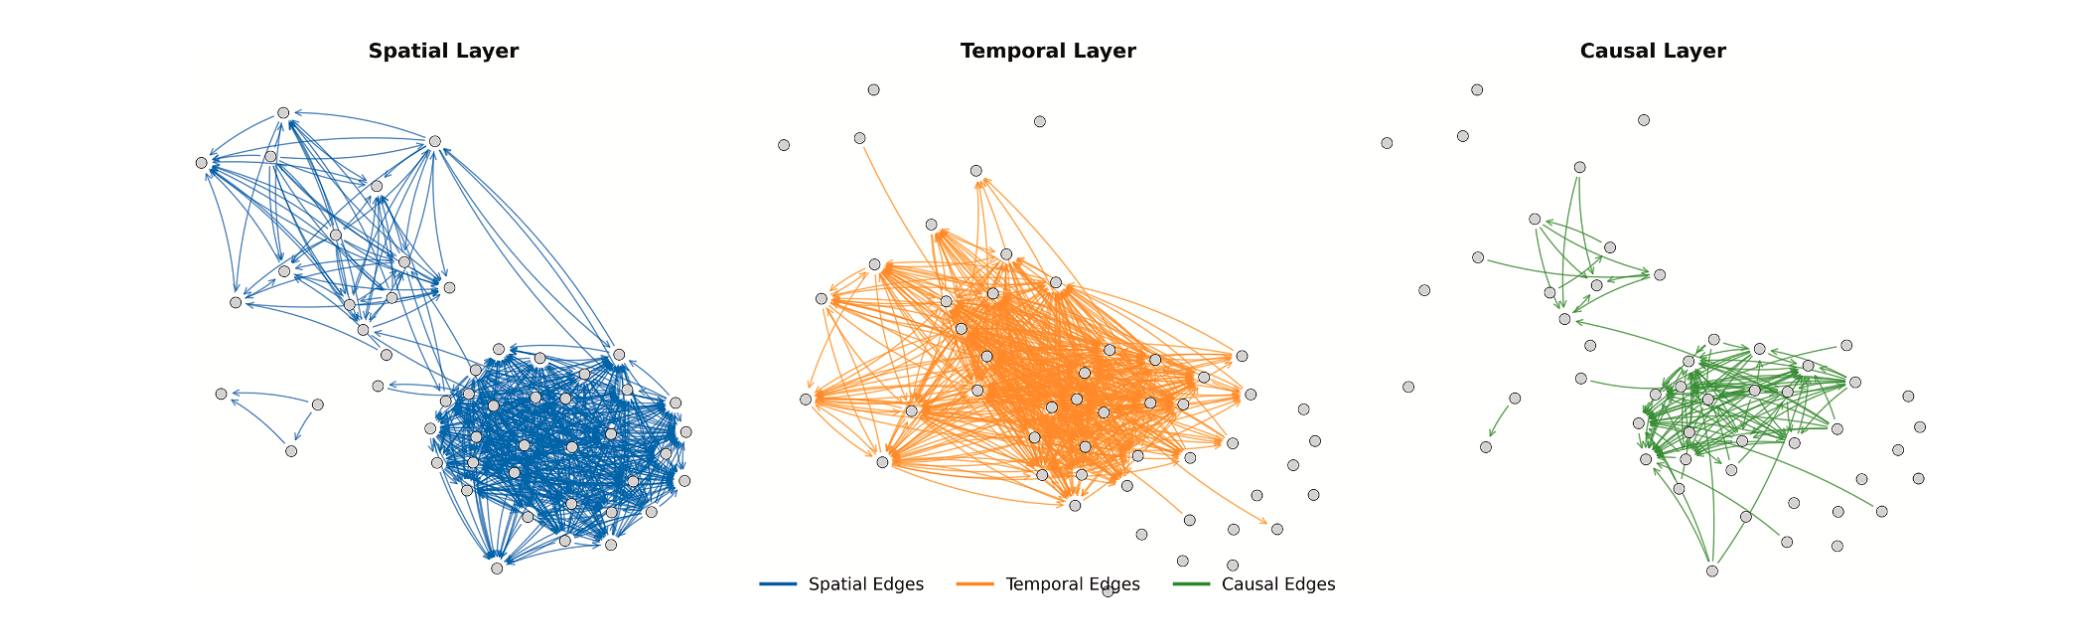 Spatial Layer
Temporal Layer
Causal Layer
Spatial Edges
Temporal Edges
Causal Edges